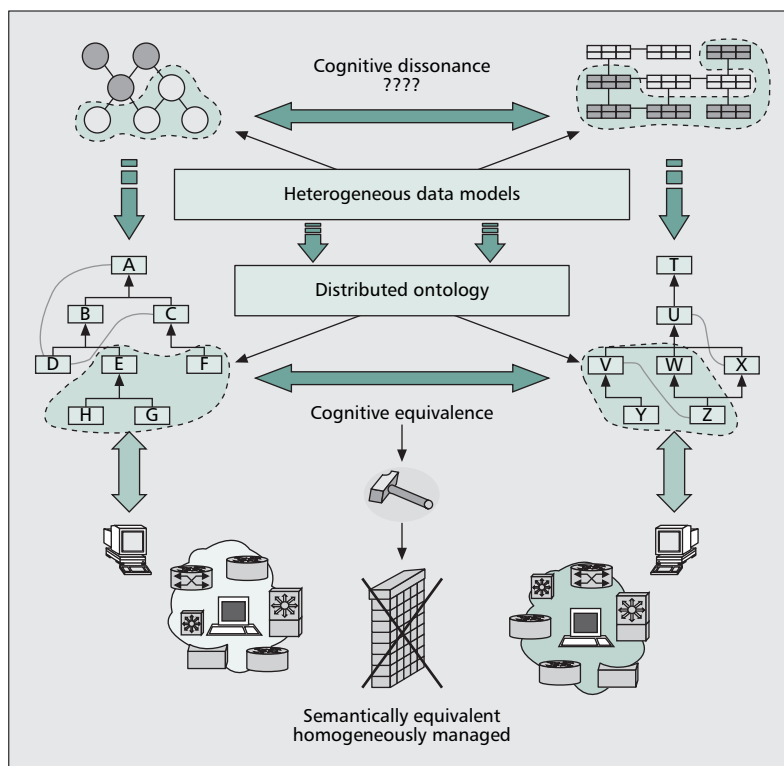 Cognitive dissonance
????
Heterogeneous data models
Distributed ontology
A
B
C
D
E
F
H
G
T
U
V
W
X
Y
Z
Cognitive equivalence
Semantically equivalent
homogeneously managed